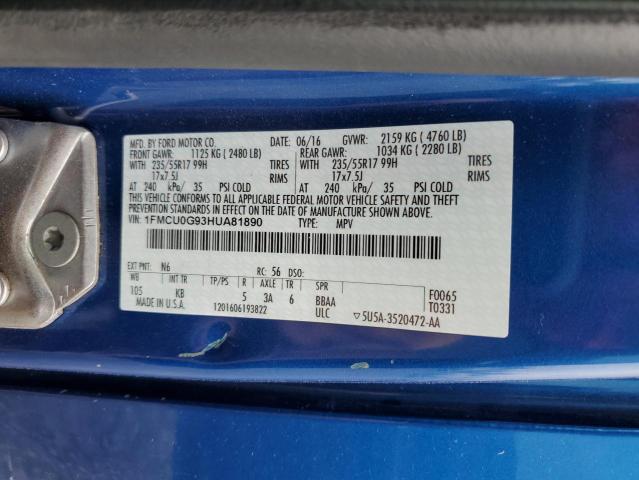 MFD. BY FORD MOTOR CO. DATE: 06/16 GVWR: 2159 KG ( 4760 LB)
FRONT GAWR: 1125 KG ( 2480 LB) REAR GAWR: 1034 KG ( 2280 LB)
WITH 235/55R17 99H TIRES WITH 235/55R17 99H TIRES
17x7.5J RIMS 17x7.5J RIMS
AT 240 kPa/ 35 PSI COLD AT 240 kPa/ 35 PSI COLD
THIS VEHICLE CONFORMS TO ALL APPLICABLE FEDERAL MOTOR VEHICLE SAFETY, BUMPER, AND THEFT
PREVENTION STANDARDS IN EFFECT ON THE DATE OF MANUFACTURE SHOWN ABOVE.
VIN: 1FMCU0G93HUA81890 TYPE: MPV
EXT PNT: N6 RC: 56 DSO: F0065
WB INT TR TP/PS R AXLE TR SPR T0331
105 KB 5 3A 6 BBAA
MADE IN U.S.A. 1201606193822 ULC ▽5U5A-3520472-AA